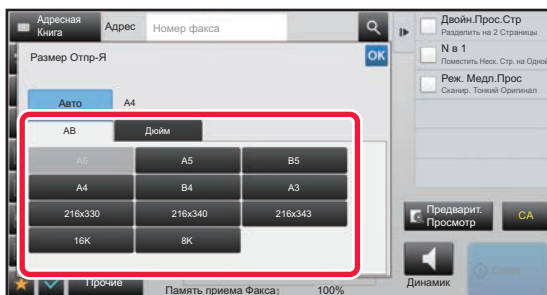 Адресная
Книга
Адрес
Номер факса
Размер Отпр-Я
OK
Авто
A4
AB
Дюйм
A6
A5
B5
A4
B4
A3
216x330
216x340
216x343
16K
8K
Прочие
Память приема Факса:
100%
Двойн.Прос.Стр
Разделить на 2 Страницы
N в 1
Поместить Неск. Стр. на Одной
Реж. Медл.Прос
Сканир. Тонкий Оригинал
Предварит.
Просмотр
CA
Динамик
Старт